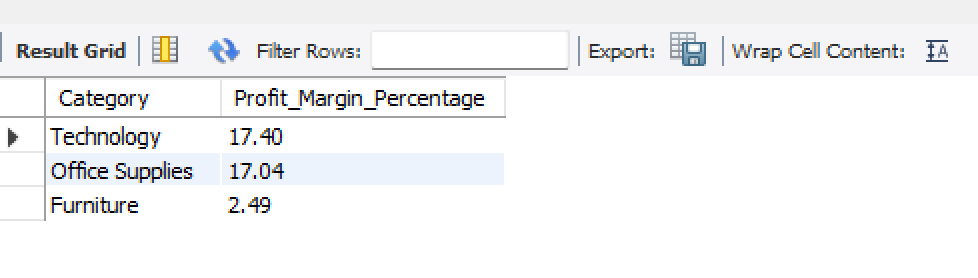 Result Grid Filter Rows: Export: Wrap Cell Content: A
Category Profit_Margin_Percentage
Technology 17.40
Office Supplies 17.04
Furniture 2.49